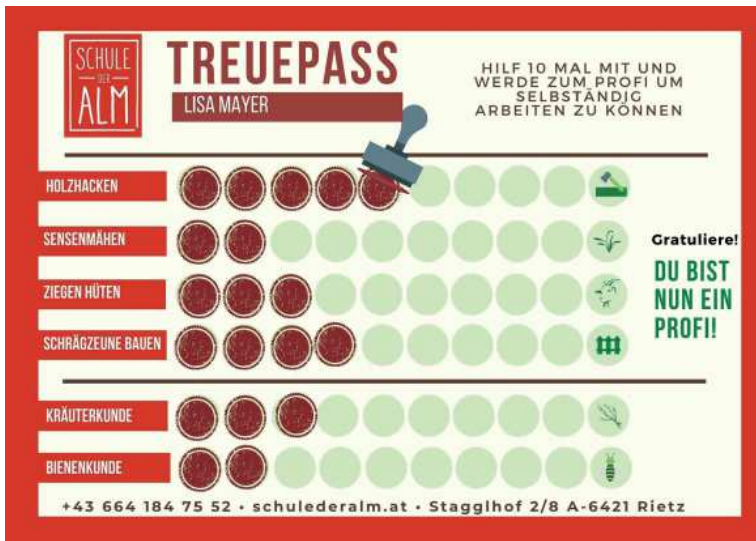 SCHULE
DER
ALM
TREUEPASS
LISA MAYER
HILF 10 MAL MIT UND
WERDE ZUM PROFI UM
SELBSTÄNDIG
ARBEITEN ZU KÖNNEN
HOLZHACKEN
SENSENMÄHEN
ZIEGEN HÜTEN
SCHRÄGZEUNE BAUEN
Gratuliere!
DU BIST
NUN EIN
PROFI!
KRÄUTERKUNDE
BIENENKUNDE
+43 664 184 75 52 • schulederalm.at • Stagglhof 2/8 A-6421 Rietz